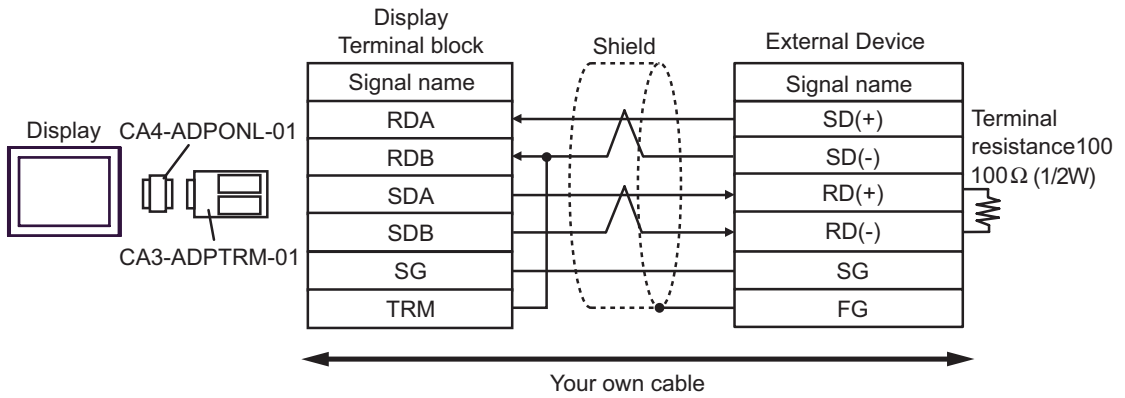 Display
Terminal block
Shield
External Device
Signal name
Signal name
RDA
SD(+)
Terminal
resistance100
100Ω (1/2W)
Display
CA4-ADPONL-01
RDB
SD(-)
SDA
RD(+)
SDB
RD(-)
CA3-ADPTRM-01
SG
SG
TRM
FG
Your own cable